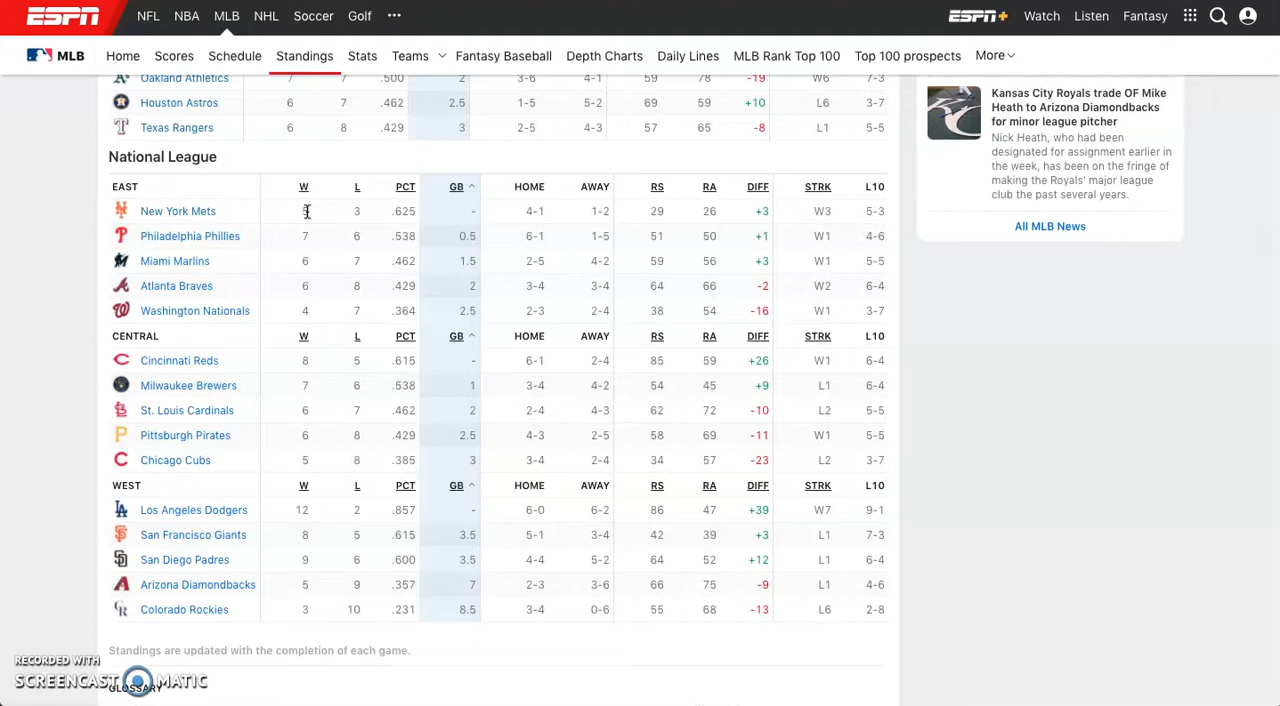 ESPN NFL NBA MLB NHL Soccer Golf ••• ESPN+ Watch Listen Fantasy
MLB Home Scores Schedule Standings Stats Teams Fantasy Baseball Depth Charts Daily Lines MLB Rank Top 100 Top 100 prospects More
Oakland Athletics 7 7 .500 2 3-6 4-1 59 78 -19 W6 7-3
Houston Astros 6 7 .462 2.5 1-5 5-2 69 59 +10 L6 3-7
Texas Rangers 6 8 .429 3 2-5 4-3 57 65 -8 L1 5-5
National League
EAST W L PCT GB HOME AWAY RS RA DIFF STRK L10
New York Mets 3 .625 - 4-1 1-2 29 26 +3 W3 5-3
Philadelphia Phillies 7 6 .538 0.5 6-1 1-5 51 50 +1 W1 4-6
Miami Marlins 6 7 .462 1.5 2-5 4-2 59 56 +3 W1 5-5
Atlanta Braves 6 8 .429 2 3-4 3-4 64 66 -2 W2 6-4
Washington Nationals 4 7 .364 2.5 2-3 2-4 38 54 -16 W1 3-7
CENTRAL W L PCT GB HOME AWAY RS RA DIFF STRK L10
Cincinnati Reds 8 5 .615 - 6-1 2-4 85 59 +26 W1 6-4
Milwaukee Brewers 7 6 .538 1 3-4 4-2 54 45 +9 L1 6-4
St. Louis Cardinals 6 7 .462 2 2-4 4-3 62 72 -10 L2 5-5
Pittsburgh Pirates 6 8 .429 2.5 4-3 2-5 58 69 -11 W1 5-5
Chicago Cubs 5 8 .385 3 3-4 2-4 34 57 -23 L2 3-7
WEST W L PCT GB HOME AWAY RS RA DIFF STRK L10
Los Angeles Dodgers 12 2 .857 - 6-0 6-2 86 47 +39 W7 9-1
San Francisco Giants 8 5 .615 3.5 5-1 3-4 42 39 +3 L1 7-3
San Diego Padres 9 6 .600 3.5 4-4 5-2 64 52 +12 L1 6-4
Arizona Diamondbacks 5 9 .357 7 2-3 3-6 66 75 -9 L1 4-6
Colorado Rockies 3 10 .231 8.5 3-4 0-6 55 68 -13 L6 2-8
Standings are updated with the completion of each game.
GLOSSARY
Kansas City Royals trade OF Mike
Heath to Arizona Diamondbacks
for minor league pitcher
Nick Heath, who had been
designated for assignment earlier in
the week, has been on the fringe of
making the Royals' major league
club the past several years.
All MLB News
RECORDED WITH
SCREENCAST MATIC